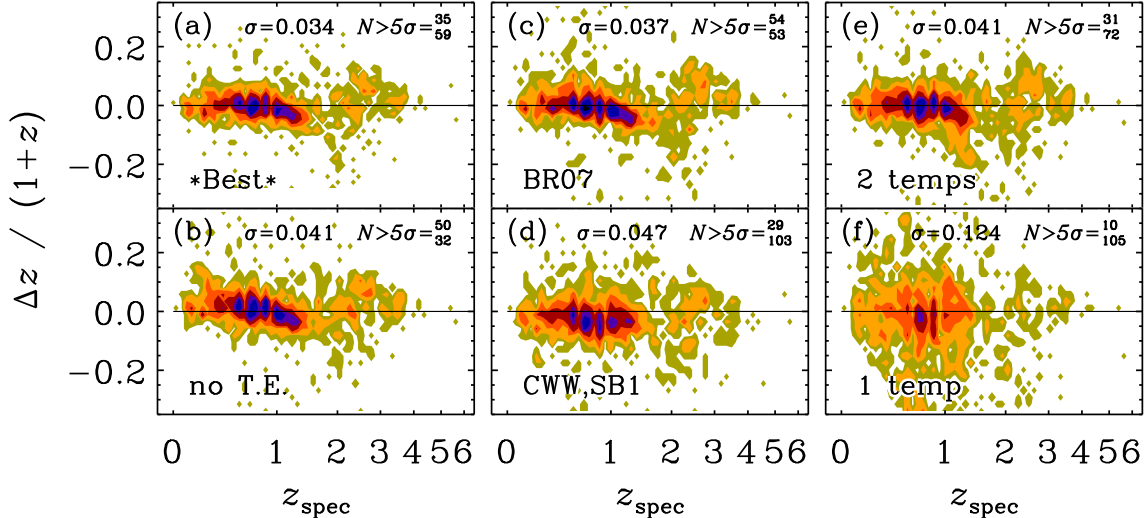 (a) σ=0.034 N>5σ=35 59
*Best*
(c) σ=0.037 N>5σ=54 53
BR07
(e) σ=0.041 N>5σ=31 72
2 temps
0.2
0.0
−0.2
(b) σ=0.041 N>5σ=50 32
no T.E.
(d) σ=0.047 N>5σ=29 103
CWW,SB1
(f) σ=0.134 N>5σ=10 105
1 temp
0.2
0.0
−0.2
Δz / (1+z)
0 1 2 3 4 5 6
0 1 2 3 4 5 6
0 1 2 3 4 5 6
zspec
zspec
zspec